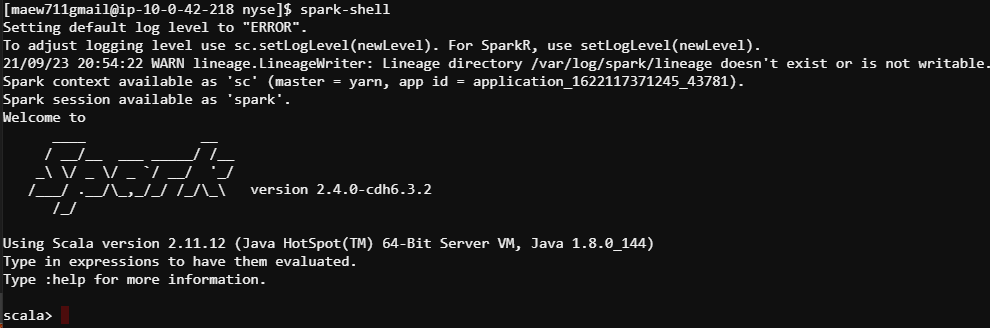 [maew711gmail@ip-10-0-42-218 nyse]$ spark-shell
Setting default log level to "ERROR".
To adjust logging level use sc.setLogLevel(newLevel). For SparkR, use setLogLevel(newLevel).
21/09/23 20:54:22 WARN lineage.LineageWriter: Lineage directory /var/log/spark/lineage doesn't exist or is not writable.
Spark context available as 'sc' (master = yarn, app id = application_1622117371245_43781).
Spark session available as 'spark'.
Welcome to
      ____              __
     / __/__  ___ _____/ /__
    _\ \/ _ \/ _ `/ __/  '_/
   /___/ .__/\_,_/_/ /_/\_\   version 2.4.0-cdh6.3.2
      /_/
Using Scala version 2.11.12 (Java HotSpot(TM) 64-Bit Server VM, Java 1.8.0_144)
Type in expressions to have them evaluated.
Type :help for more information.
scala>